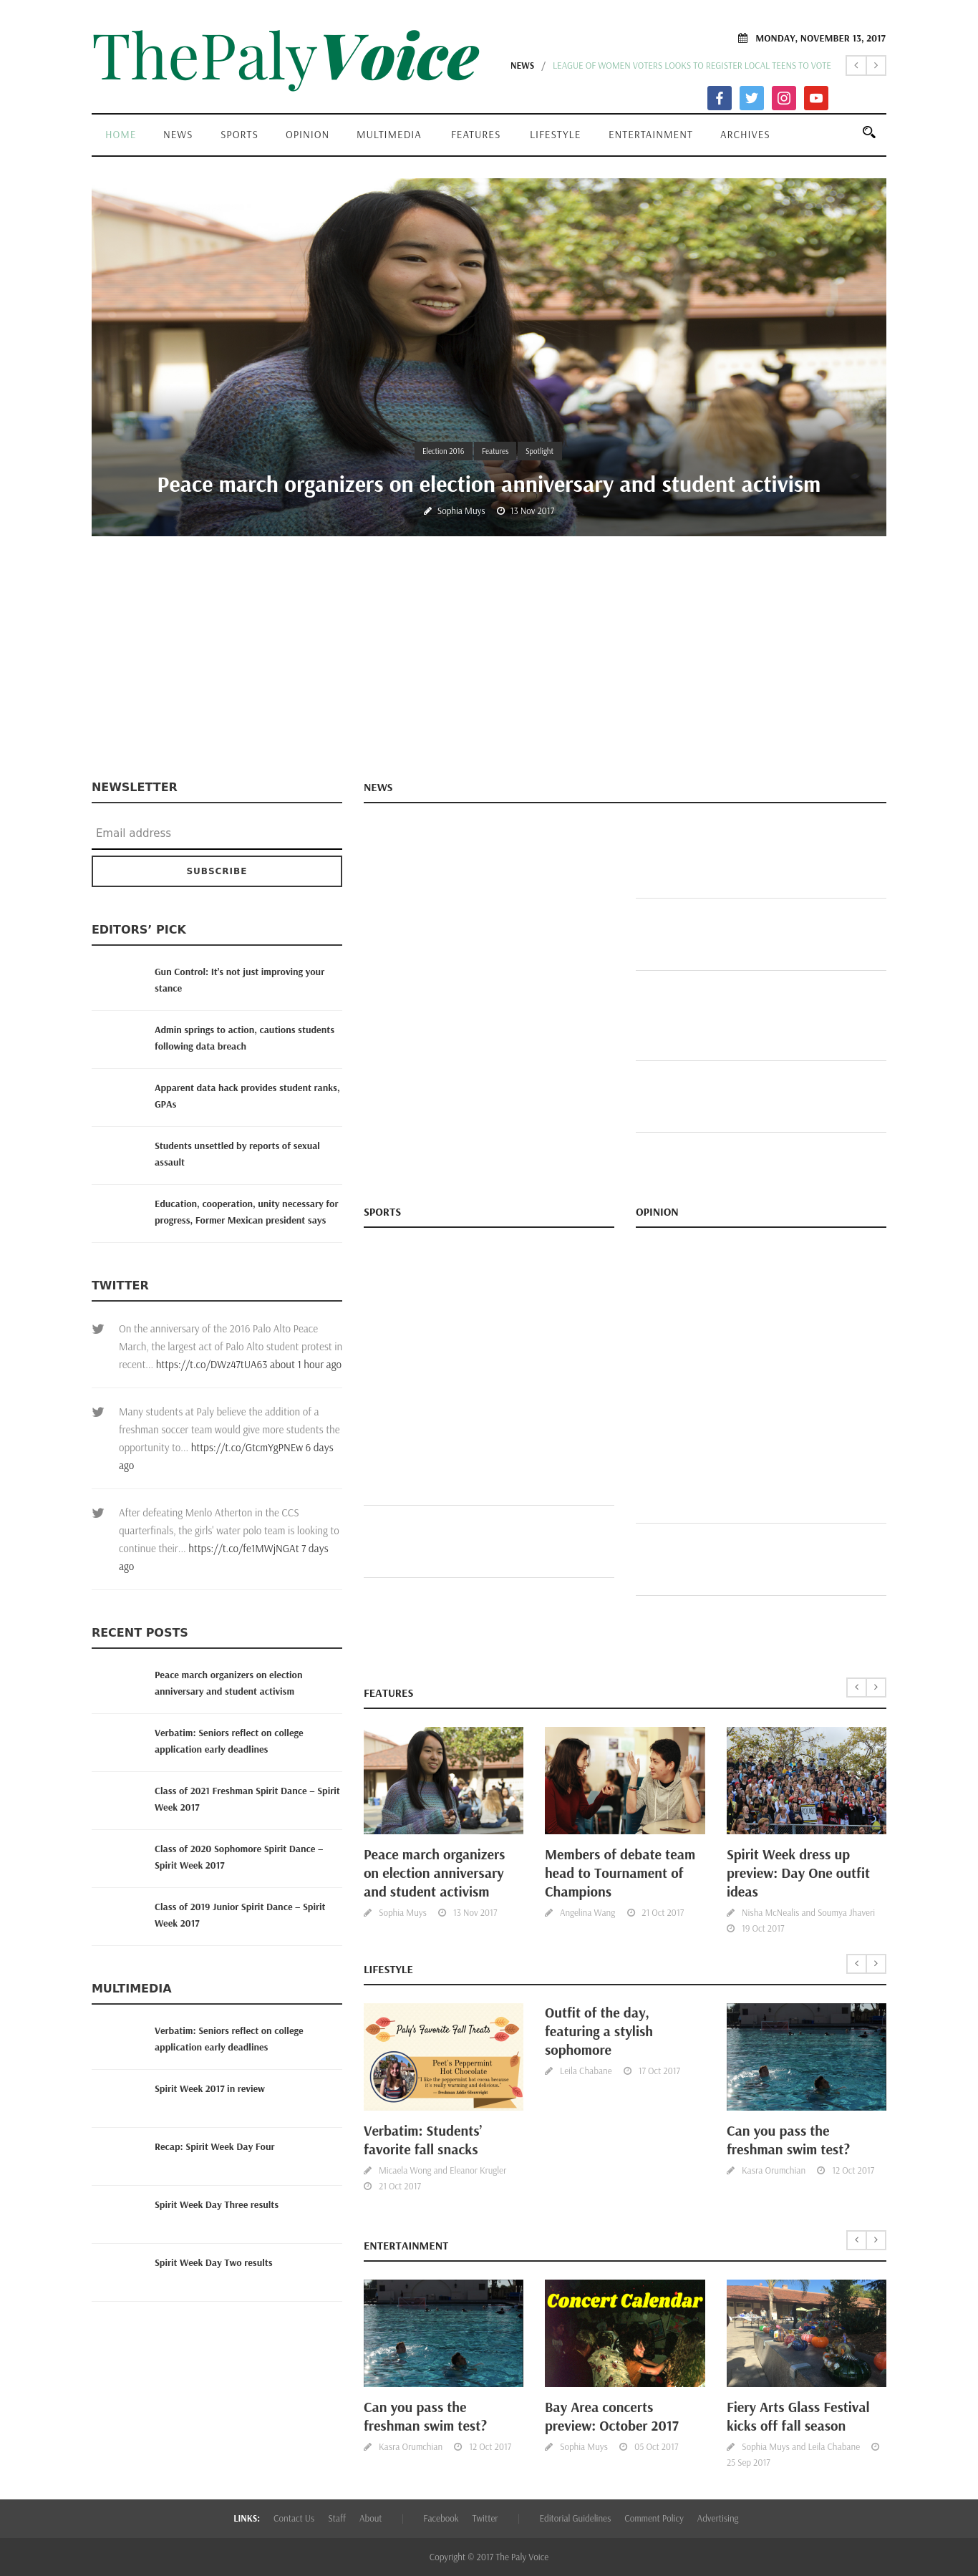 ThePalyVoice
MONDAY, NOVEMBER 13, 2017
NEWS / LEAGUE OF WOMEN VOTERS LOOKS TO REGISTER LOCAL TEENS TO VOTE
HOME NEWS SPORTS OPINION MULTIMEDIA FEATURES LIFESTYLE ENTERTAINMENT ARCHIVES
Election 2016 Features Spotlight
Peace march organizers on election anniversary and student activism
Sophia Muys 13 Nov 2017
NEWSLETTER
Email address
SUBSCRIBE
EDITORS’ PICK
Gun Control: It’s not just improving your
stance
Admin springs to action, cautions students
following data breach
Apparent data hack provides student ranks,
GPAs
Students unsettled by reports of sexual
assault
Education, cooperation, unity necessary for
progress, Former Mexican president says
TWITTER
On the anniversary of the 2016 Palo Alto Peace
March, the largest act of Palo Alto student protest in
recent... https://t.co/DWz47tUA63 about 1 hour ago
Many students at Paly believe the addition of a
freshman soccer team would give more students the
opportunity to... https://t.co/GtcmYgPNEw 6 days
ago
After defeating Menlo Atherton in the CCS
quarterfinals, the girls' water polo team is looking to
continue their... https://t.co/fe1MWjNGAt 7 days
ago
RECENT POSTS
Peace march organizers on election
anniversary and student activism
Verbatim: Seniors reflect on college
application early deadlines
Class of 2021 Freshman Spirit Dance – Spirit
Week 2017
Class of 2020 Sophomore Spirit Dance –
Spirit Week 2017
Class of 2019 Junior Spirit Dance – Spirit
Week 2017
MULTIMEDIA
Verbatim: Seniors reflect on college
application early deadlines
Spirit Week 2017 in review
Recap: Spirit Week Day Four
Spirit Week Day Three results
Spirit Week Day Two results
NEWS
SPORTS
OPINION
FEATURES
Peace march organizers
on election anniversary
and student activism
Sophia Muys 13 Nov 2017
Members of debate team
head to Tournament of
Champions
Angelina Wang 21 Oct 2017
Spirit Week dress up
preview: Day One outfit
ideas
Nisha McNealis and Soumya Jhaveri
19 Oct 2017
LIFESTYLE
Paly's Favorite Fall Treats
Peet's Peppermint
Hot Chocolate
Verbatim: Students’
favorite fall snacks
Micaela Wong and Eleanor Krugler
21 Oct 2017
Outfit of the day,
featuring a stylish
sophomore
Leila Chabane 17 Oct 2017
Can you pass the
freshman swim test?
Kasra Orumchian 12 Oct 2017
ENTERTAINMENT
Can you pass the
freshman swim test?
Kasra Orumchian 12 Oct 2017
Concert Calendar
Bay Area concerts
preview: October 2017
Sophia Muys 05 Oct 2017
Fiery Arts Glass Festival
kicks off fall season
Sophia Muys and Leila Chabane
25 Sep 2017
LINKS: Contact Us Staff About | Facebook Twitter | Editorial Guidelines Comment Policy Advertising
Copyright © 2017 The Paly Voice